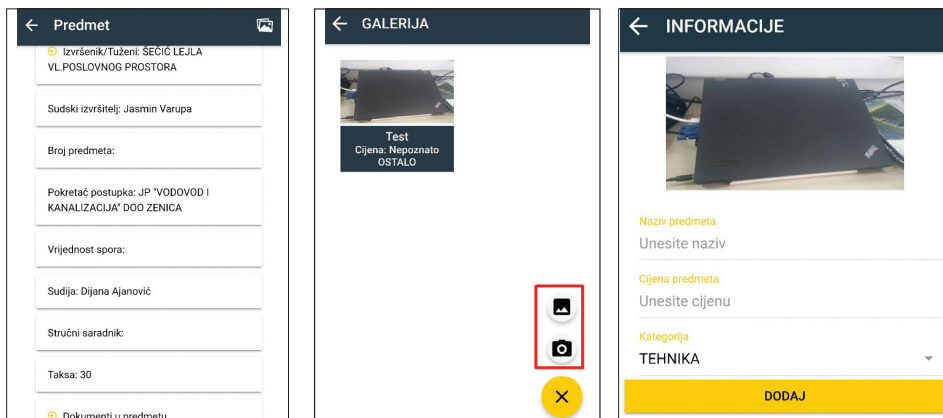 Predmet
Izvršenik/Tuženi: ŠEČIĆ LEJLA
VL.POSLOVNOG PROSTORA
Sudski izvršitelj: Jasmin Varupa
Broj predmeta:
Pokretač postupka: JP "VODOVOD I
KANALIZACIJA" DOO ZENICA
Vrijednost spora:
Sudija: Dijana Ajanović
Stručni saradnik:
Taksa: 30
Dokumenti u predmetu
GALERIJA
Test
Cijena: Nepoznato
OSTALO
INFORMACIJE
Naziv predmeta
Unesite naziv
Cijena predmeta
Unesite cijenu
Kategorija
TEHNIKA
DODAJ